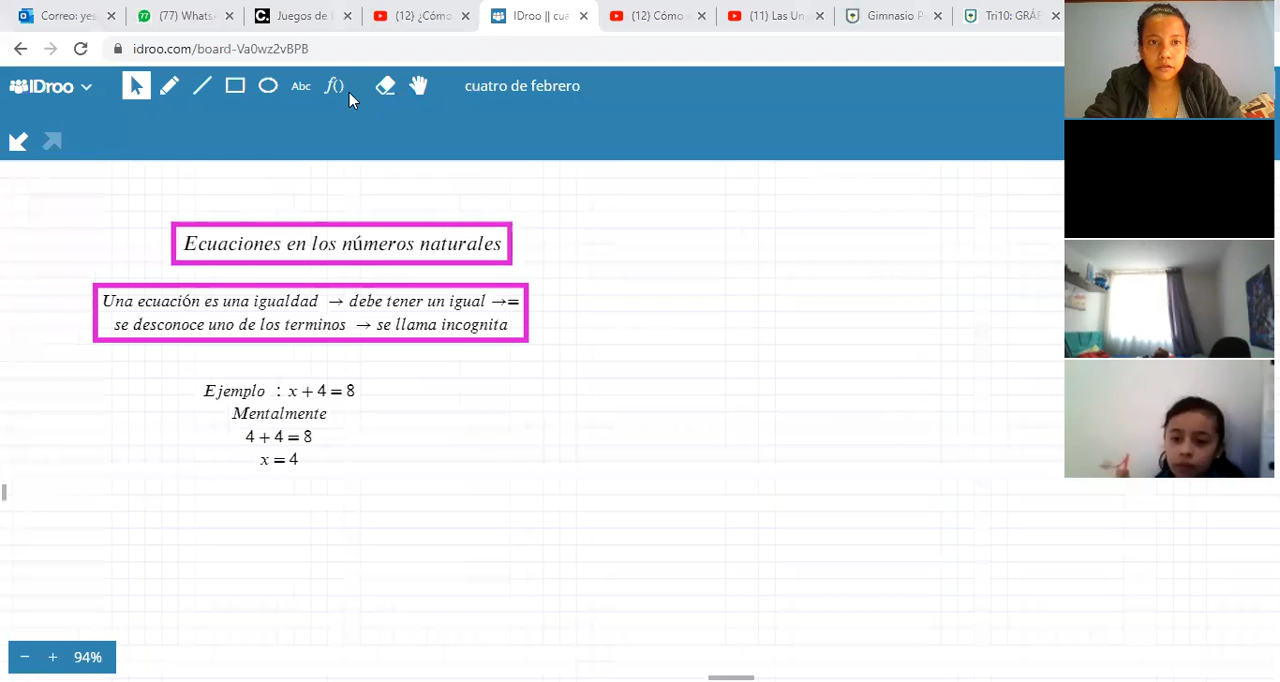 Correo: yes
(77) Whats
Juegos de
(12) ¿Cómo
IDroo || cua
(12) Cómo
(11) Las Un
Gimnasio P
Tri10: GRÁF
idroo.com/board-Va0wz2vBPB
IDroo
Abc
f()
cuatro de febrero
Ecuaciones en los números naturales
Una ecuación es una igualdad → debe tener un igual →=
se desconoce uno de los terminos → se llama incognita
Ejemplo : x + 4 = 8
Mentalmente
4 + 4 = 8
x = 4
− + 94%